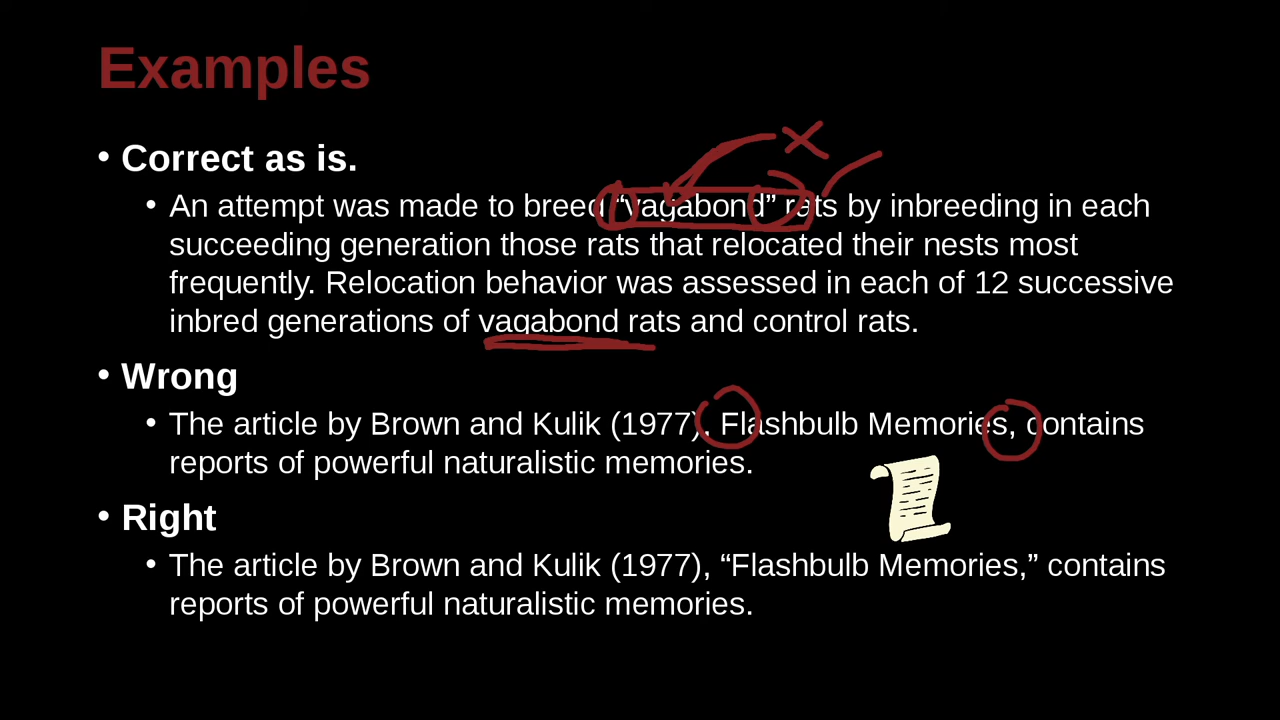 Examples
• Correct as is.
• An attempt was made to breed “vagabond” rats by inbreeding in each
succeeding generation those rats that relocated their nests most
frequently. Relocation behavior was assessed in each of 12 successive
inbred generations of vagabond rats and control rats.
• Wrong
• The article by Brown and Kulik (1977), Flashbulb Memories, contains
reports of powerful naturalistic memories.
• Right
• The article by Brown and Kulik (1977), “Flashbulb Memories,” contains
reports of powerful naturalistic memories.